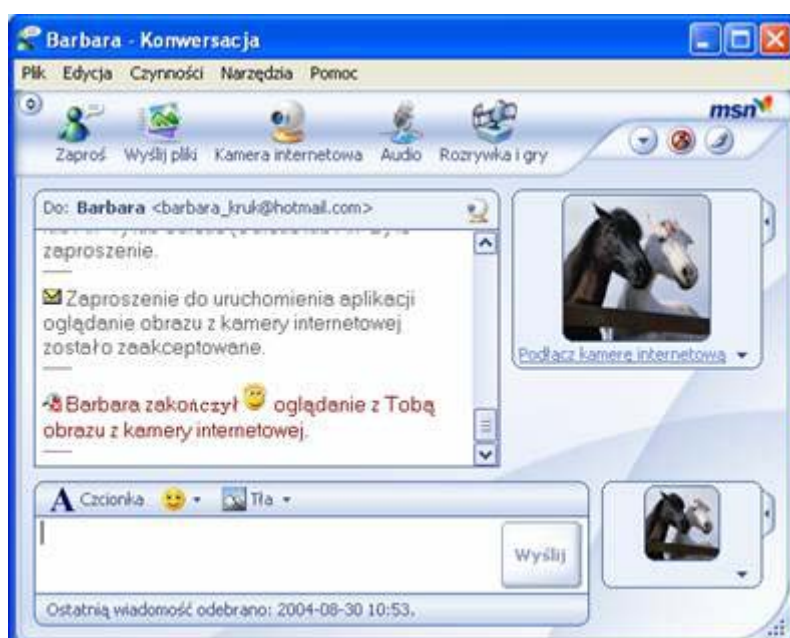 Barbara - Konwersacja
Plik Edycja Czynności Narzędzia Pomoc
msn
Zaproś Wyślij pliki Kamera internetowa Audio Rozrywka i gry
Do: Barbara <barbara_kruk@hotmail.com>
zaproszenie.
Zaproszenie do uruchomienia aplikacji
oglądanie obrazu z kamery internetowej
zostało zaakceptowane.
Barbara zakończył oglądanie z Tobą
obrazu z kamery internetowej.
Podłącz kamerę internetową
Czcionka Tła
Wyślij
Ostatnią wiadomość odebrano: 2004-08-30 10:53.